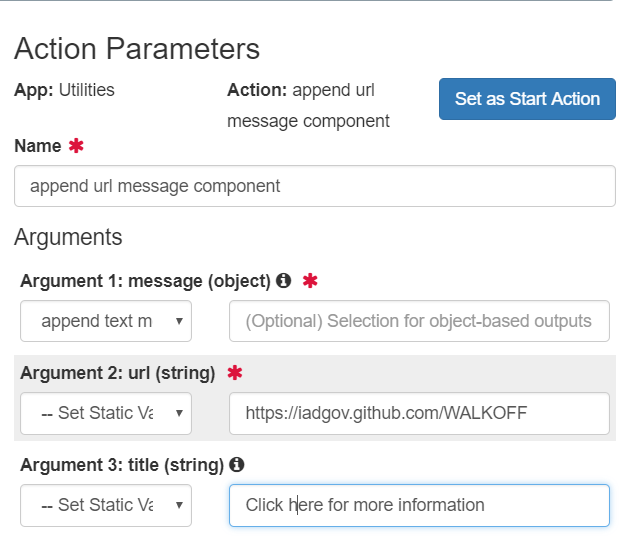 Action Parameters
App: Utilities
Action: append url
message component
Set as Start Action
Name *
append url message component
Arguments
Argument 1: message (object) *
append text m
(Optional) Selection for object-based outputs
Argument 2: url (string) *
-- Set Static Va
https://iadgov.github.com/WALKOFF
Argument 3: title (string)
-- Set Static Va
Click here for more information